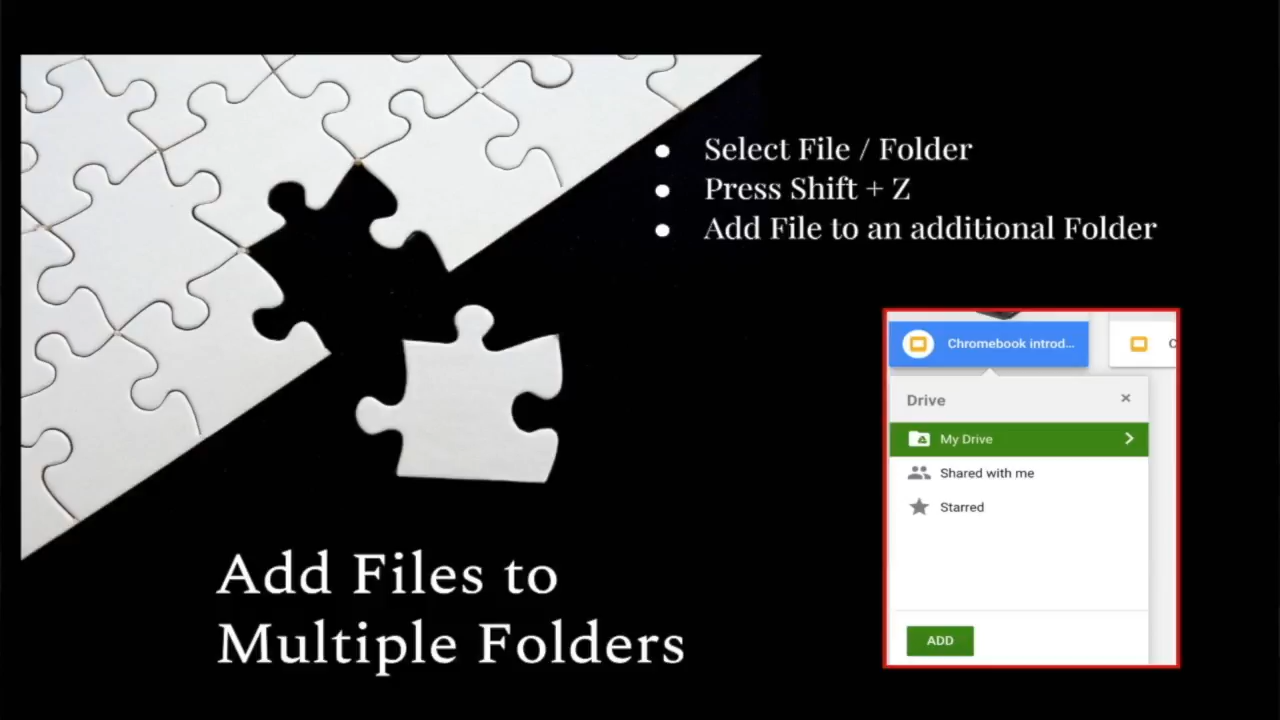 Select File / Folder
Press Shift + Z
Add File to an additional Folder
Chromebook introd...
Drive
My Drive
Shared with me
Starred
ADD
Add Files to
Multiple Folders